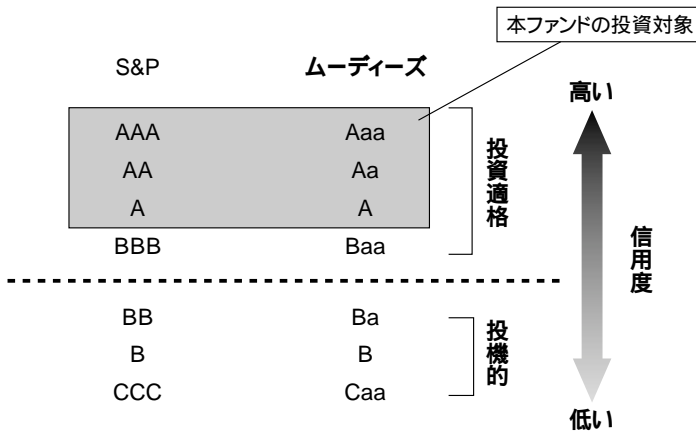 本ファンドの投資対象
S&P ムーディーズ
高い
AAA Aaa
AA Aa
A A
BBB Baa
投資適格
信用度
BB Ba
B B
CCC Caa
投機的
低い